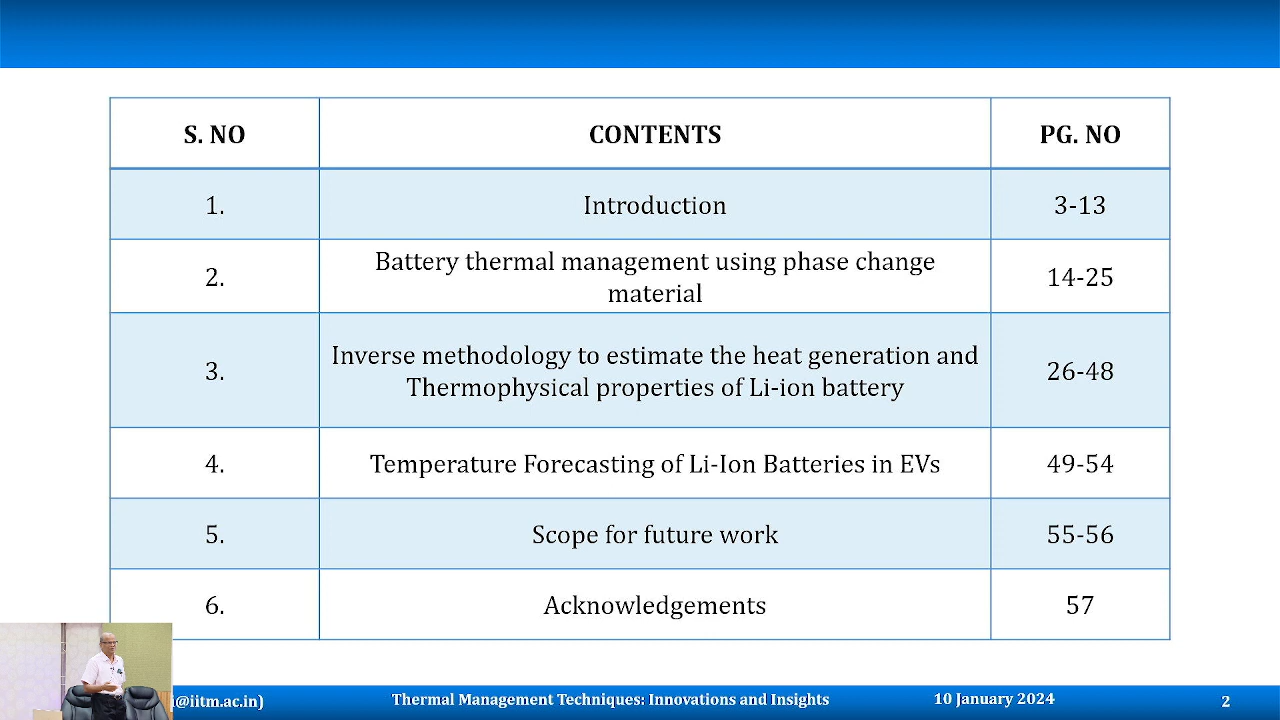 S. NO CONTENTS PG. NO
1. Introduction 3-13
2. Battery thermal management using phase change
material 14-25
3. Inverse methodology to estimate the heat generation and
Thermophysical properties of Li-ion battery 26-48
4. Temperature Forecasting of Li-Ion Batteries in EVs 49-54
5. Scope for future work 55-56
6. Acknowledgements 57
i@iitm.ac.in) Thermal Management Techniques: Innovations and Insights 10 January 2024 2